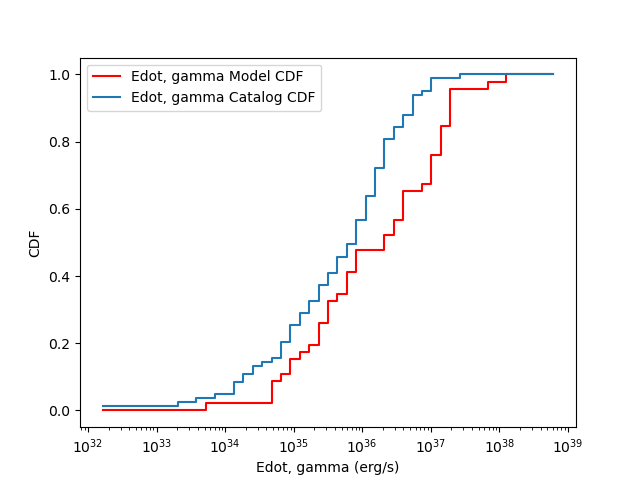 Edot, gamma Model CDF
Edot, gamma Catalog CDF
1.0
0.8
0.6
0.4
0.2
0.0
CDF
10^32 10^33 10^34 10^35 10^36 10^37 10^38 10^39
Edot, gamma (erg/s)